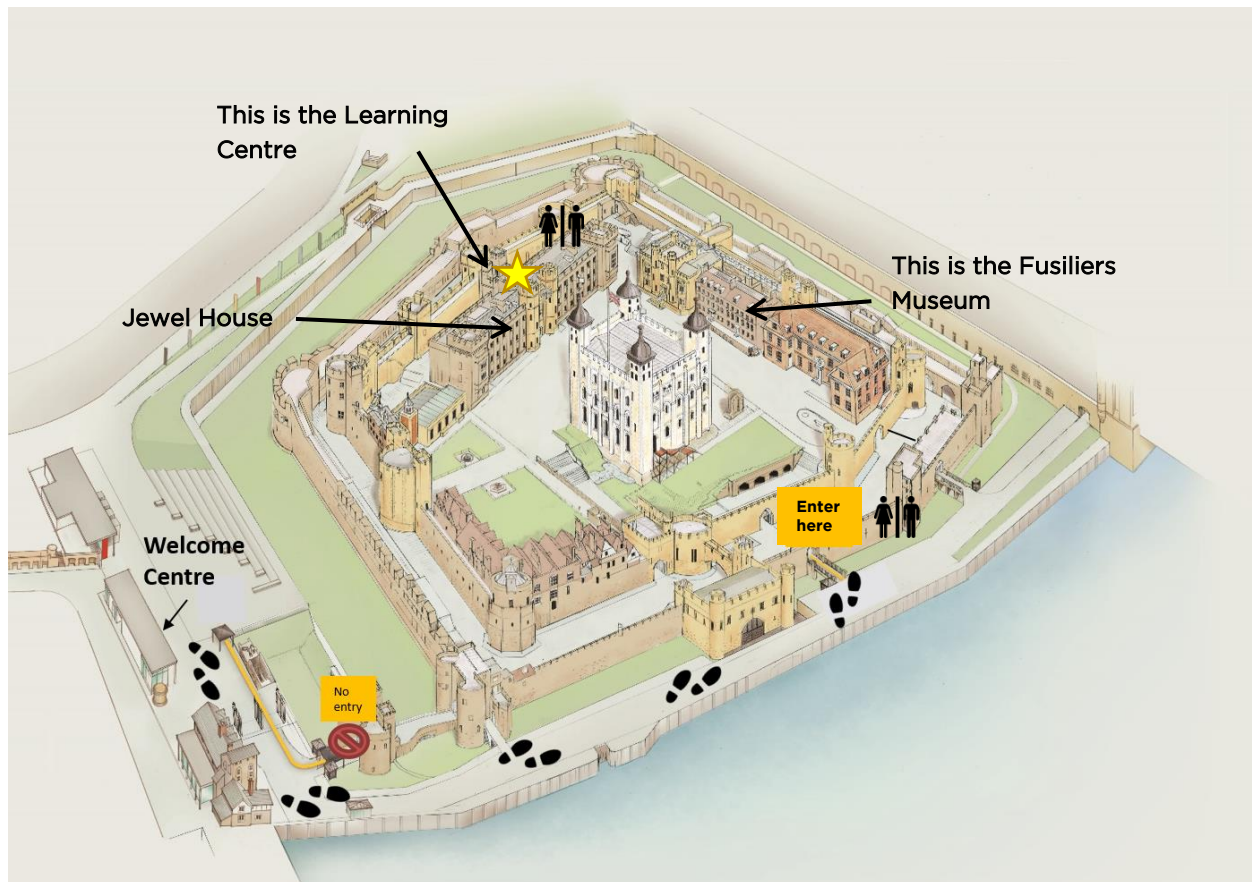 This is the Learning
Centre
This is the Fusiliers
Museum
Jewel House
Enter
here
Welcome
Centre
No
entry